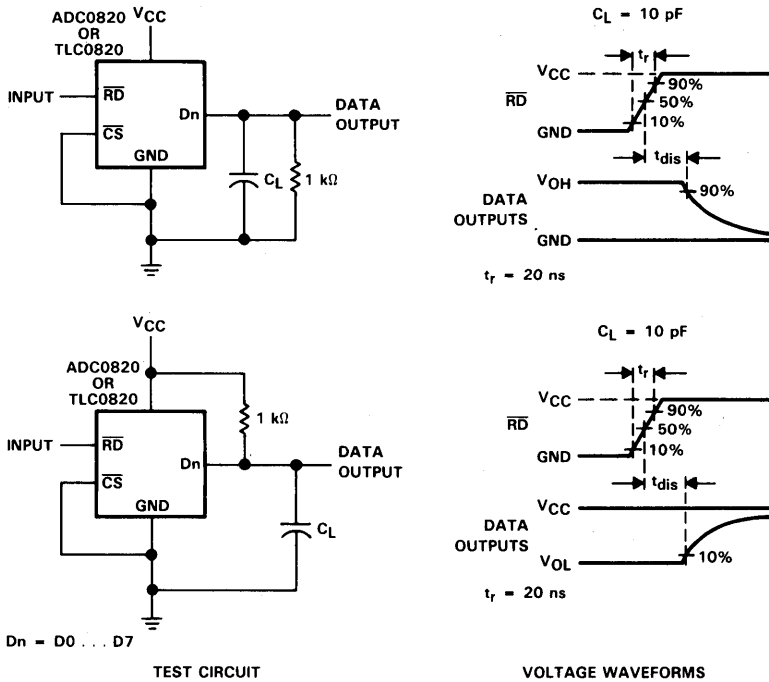 ADC0820
OR
TLC0820
VCC
INPUT
RD
CS
GND
Dn
DATA
OUTPUT
CL
1 kΩ
CL = 10 pF
tr
VCC
RD
GND
90%
50%
10%
tdis
VOH
90%
DATA
OUTPUTS
GND
tr = 20 ns
VCC
ADC0820
OR
TLC0820
1 kΩ
INPUT
RD
CS
GND
Dn
DATA
OUTPUT
CL
CL = 10 pF
tr
VCC
RD
GND
90%
50%
10%
tdis
VCC
DATA
OUTPUTS
VOL
10%
tr = 20 ns
Dn = D0 . . . D7
TEST CIRCUIT
VOLTAGE WAVEFORMS